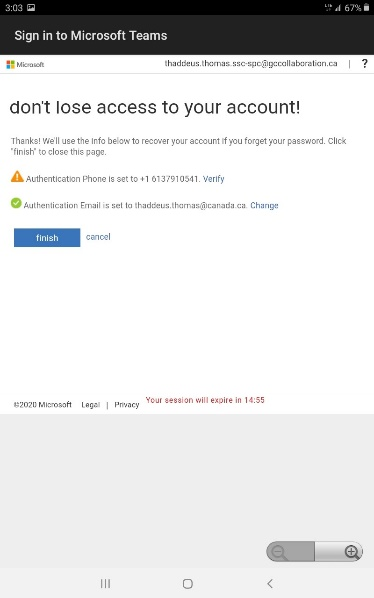 3:03 67%
Sign in to Microsoft Teams
Microsoft thaddeus.thomas.ssc-spc@gccollaboration.ca | ?
don't lose access to your account!
Thanks! We'll use the info below to recover your account if you forget your password. Click
"finish" to close this page.
Authentication Phone is set to +1 6137910541. Verify
Authentication Email is set to thaddeus.thomas@canada.ca. Change
finish cancel
©2020 Microsoft Legal | Privacy Your session will expire in 14:55